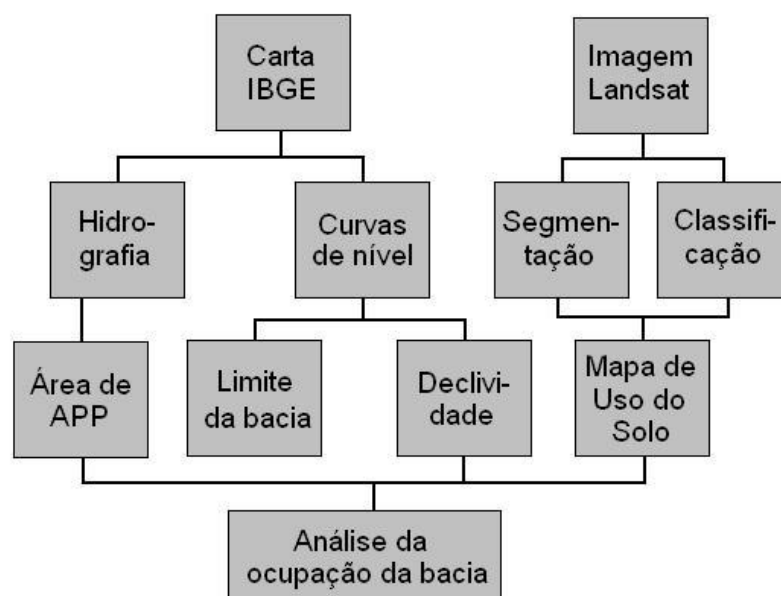 Carta
IBGE
Imagem
Landsat
Hidro-
grafia
Curvas
de nível
Segmen-
tação
Classifi-
cação
Área de
APP
Limite
da bacia
Declivi-
dade
Mapa de
Uso do
Solo
Análise da
ocupação da bacia